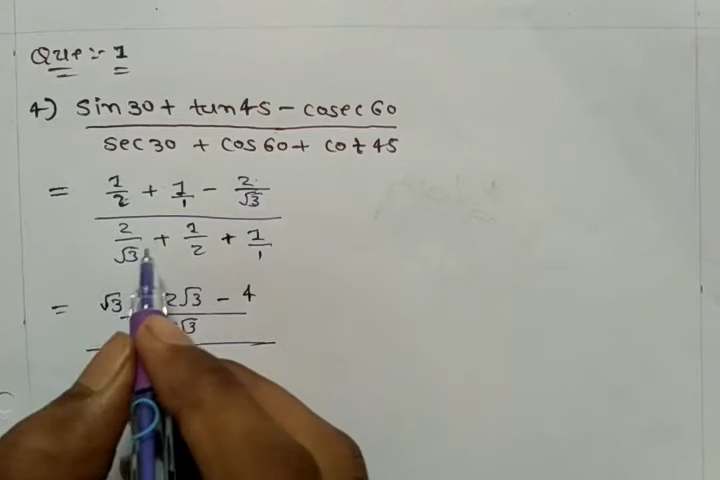 Que :- 1
4) sin 30 + tan 45 - cosec 60
sec 30 + cos 60 + cot 45
= 1/2 + 1/1 - 2/√3
2/√3 + 1/2 + 1/1
= √3 2√3 - 4
√3